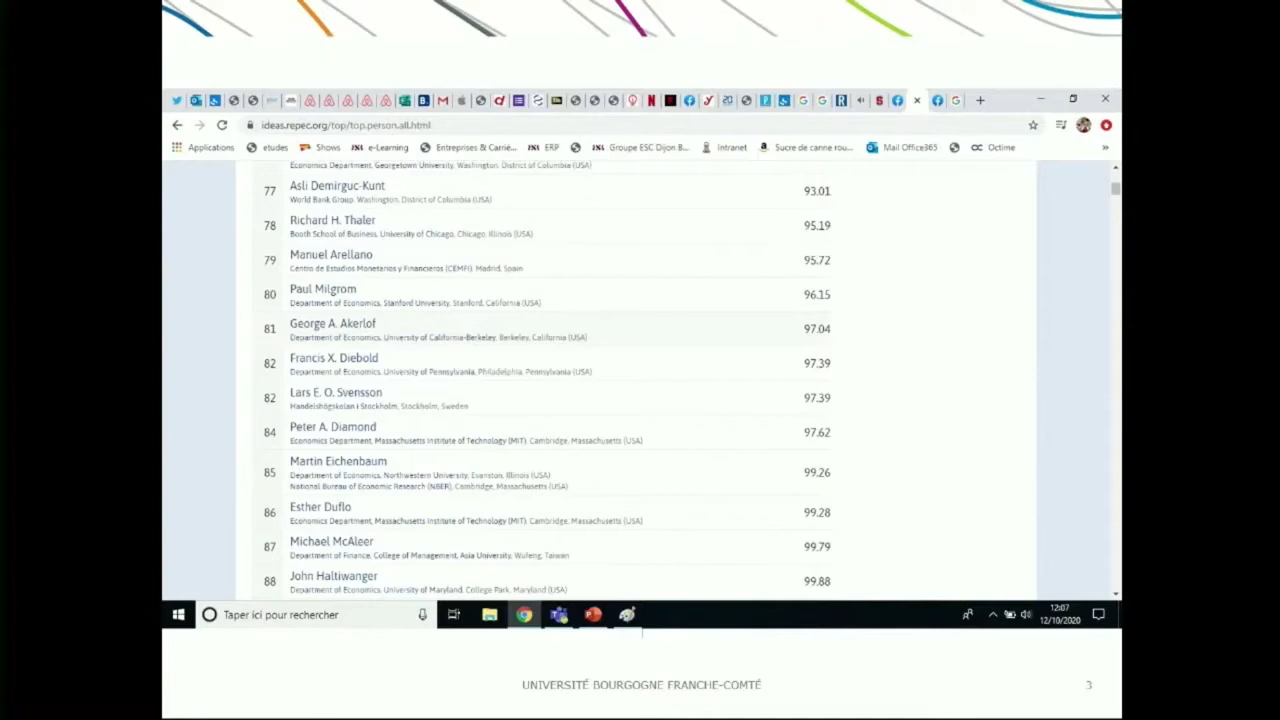 ideas.repec.org/top/top.person.all.html
Applications etudes Shows e-Learning Entreprises & Carriè... ERP Groupe ESC Dijon B... Intranet Sucre de canne rou... Mail Office365 Octime
Economics Department, Georgetown University, Washington, District of Columbia (USA)
77 Asli Demirguc-Kunt 93.01
World Bank Group, Washington, District of Columbia (USA)
78 Richard H. Thaler 95.19
Booth School of Business, University of Chicago, Chicago, Illinois (USA)
79 Manuel Arellano 95.72
Centro de Estudios Monetarios y Financieros (CEMFI), Madrid, Spain
80 Paul Milgrom 96.15
Department of Economics, Stanford University, Stanford, California (USA)
81 George A. Akerlof 97.04
Department of Economics, University of California-Berkeley, Berkeley, California (USA)
82 Francis X. Diebold 97.39
Department of Economics, University of Pennsylvania, Philadelphia, Pennsylvania (USA)
82 Lars E. O. Svensson 97.39
Handelshögskolan i Stockholm, Stockholm, Sweden
84 Peter A. Diamond 97.62
Economics Department, Massachusetts Institute of Technology (MIT), Cambridge, Massachusetts (USA)
85 Martin Eichenbaum 99.26
Department of Economics, Northwestern University, Evanston, Illinois (USA)
National Bureau of Economic Research (NBER), Cambridge, Massachusetts (USA)
86 Esther Duflo 99.28
Economics Department, Massachusetts Institute of Technology (MIT), Cambridge, Massachusetts (USA)
87 Michael McAleer 99.79
Department of Finance, College of Management, Asia University, Wufeng, Taiwan
88 John Haltiwanger 99.88
Department of Economics, University of Maryland, College Park, Maryland (USA)
Taper ici pour rechercher
12:07
12/10/2020
UNIVERSITÉ BOURGOGNE FRANCHE-COMTÉ 3